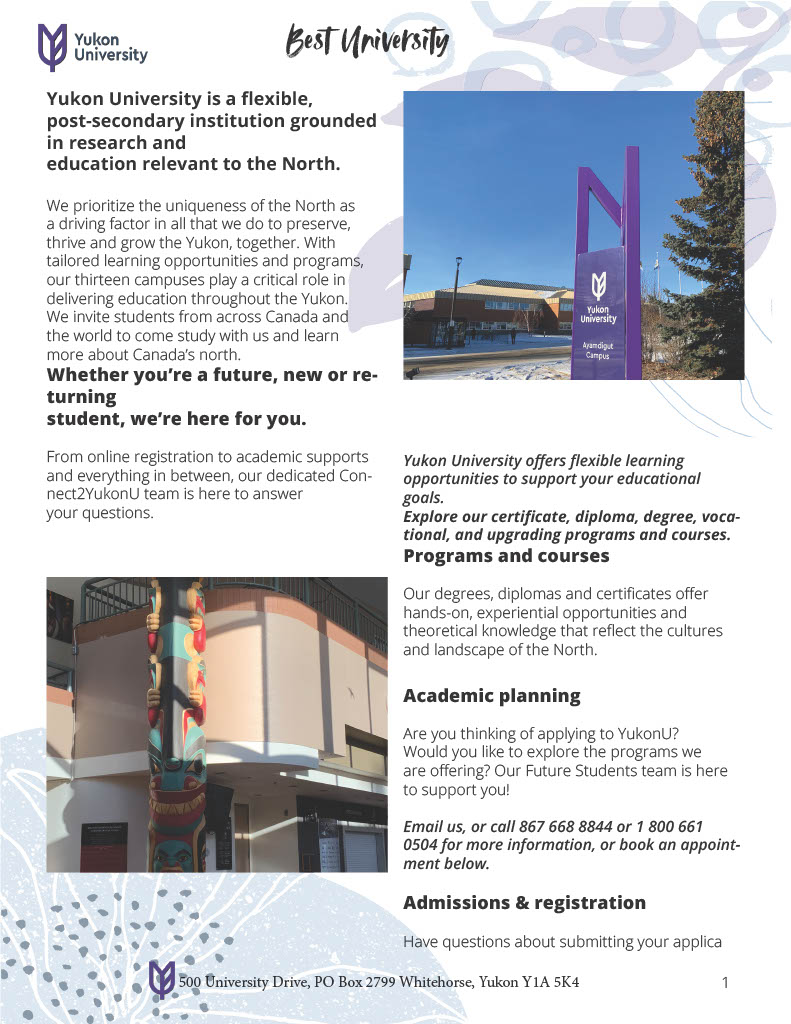 Yukon
University
Best University
Yukon University is a flexible,
post-secondary institution grounded
in research and
education relevant to the North.
We prioritize the uniqueness of the North as
a driving factor in all that we do to preserve,
thrive and grow the Yukon, together. With
tailored learning opportunities and programs,
our thirteen campuses play a critical role in
delivering education throughout the Yukon.
We invite students from across Canada and
the world to come study with us and learn
more about Canada’s north.
Whether you’re a future, new or re-
turning
student, we’re here for you.
From online registration to academic supports
and everything in between, our dedicated Con-
nect2YukonU team is here to answer
your questions.
Yukon
University
Ayamdigut
Campus
Yukon University offers flexible learning
opportunities to support your educational
goals.
Explore our certificate, diploma, degree, voca-
tional, and upgrading programs and courses.
Programs and courses
Our degrees, diplomas and certificates offer
hands-on, experiential opportunities and
theoretical knowledge that reflect the cultures
and landscape of the North.
Academic planning
Are you thinking of applying to YukonU?
Would you like to explore the programs we
are offering? Our Future Students team is here
to support you!
Email us, or call 867 668 8844 or 1 800 661
0504 for more information, or book an appoint-
ment below.
Admissions & registration
Have questions about submitting your applica
500 University Drive, PO Box 2799 Whitehorse, Yukon Y1A 5K4
1